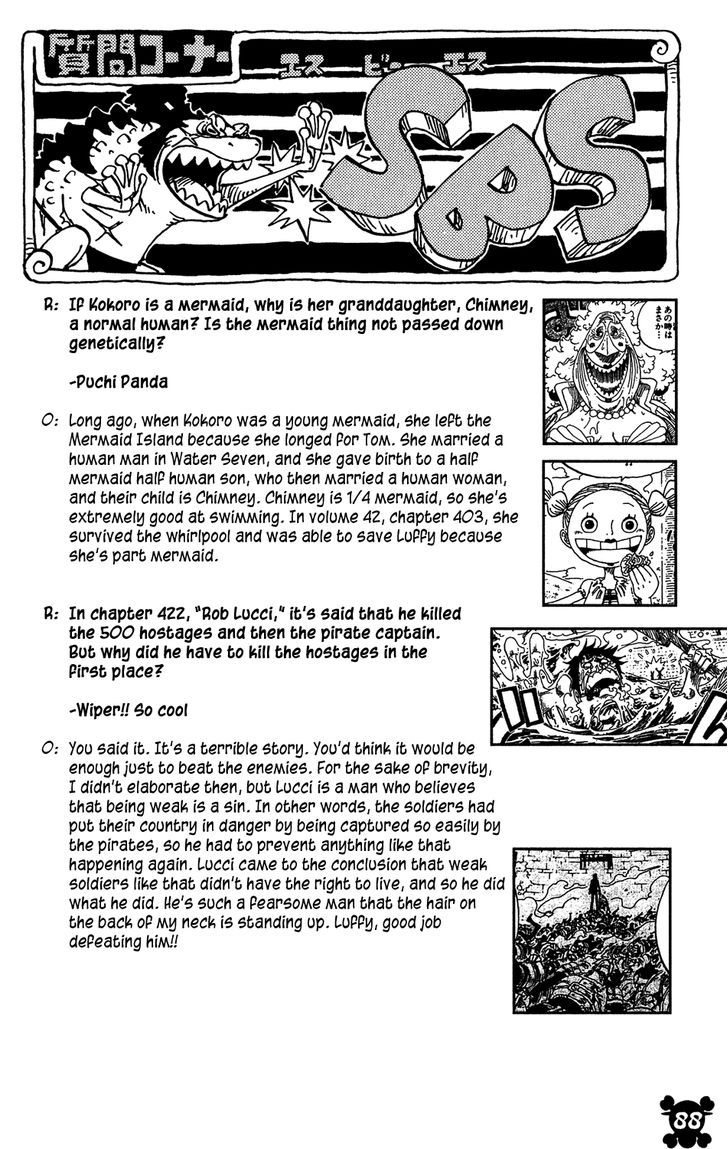 質問コーナー
エス ビー エス
SBS
R: If Kokoro is a mermaid, why is her granddaughter, Chimney,
a normal human? Is the mermaid thing not passed down
genetically?
-Puchi Panda
O: Long ago, when Kokoro was a young mermaid, she left the
Mermaid Island because she longed for Tom. She married a
human man in Water Seven, and she gave birth to a half
mermaid half human son, who then married a human woman,
and their child is Chimney. Chimney is 1/4 mermaid, so she's
extremely good at swimming. In volume 42, chapter 403, she
survived the whirlpool and was able to save Luffy because
she's part mermaid.
あの時は
まさか…
R: In chapter 422, "Rob Lucci," it's said that he killed
the 500 hostages and then the pirate captain.
But why did he have to kill the hostages in the
first place?
-Wiper!! So cool
O: You said it. It's a terrible story. You'd think it would be
enough just to beat the enemies. For the sake of brevity,
I didn't elaborate then, but Lucci is a man who believes
that being weak is a sin. In other words, the soldiers had
put their country in danger by being captured so easily by
the pirates, so he had to prevent anything like that
happening again. Lucci came to the conclusion that weak
soldiers like that didn't have the right to live, and so he did
what he did. He's such a fearsome man that the hair on
the back of my neck is standing up. Luffy, good job
defeating him!!
88